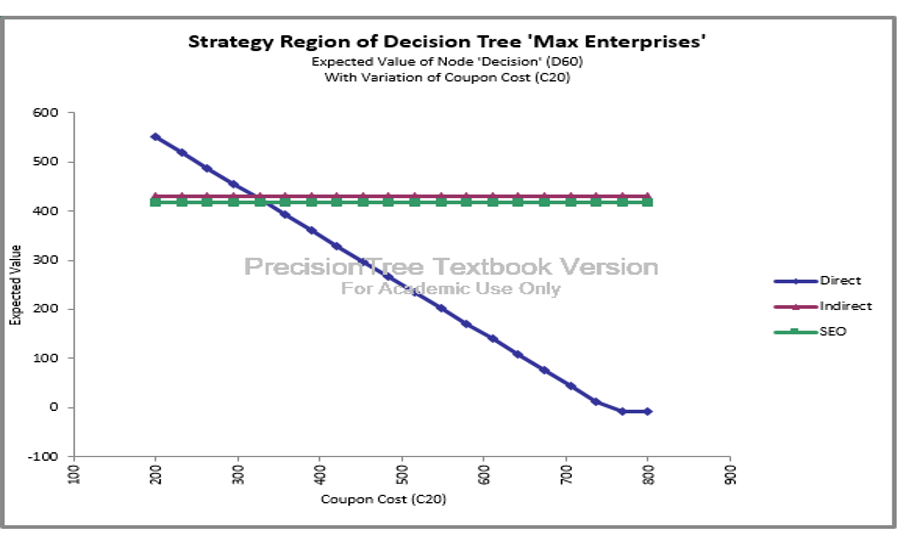 Strategy Region of Decision Tree 'Max Enterprises'
Expected Value of Node 'Decision' (D60)
With Variation of Coupon Cost (C20)
600
500
400
300
200
100
0
-100
Expected Value
PrecisionTree Textbook Version
For Academic Use Only
Direct
Indirect
SEO
100
200
300
400
500
600
700
800
900
Coupon Cost (C20)